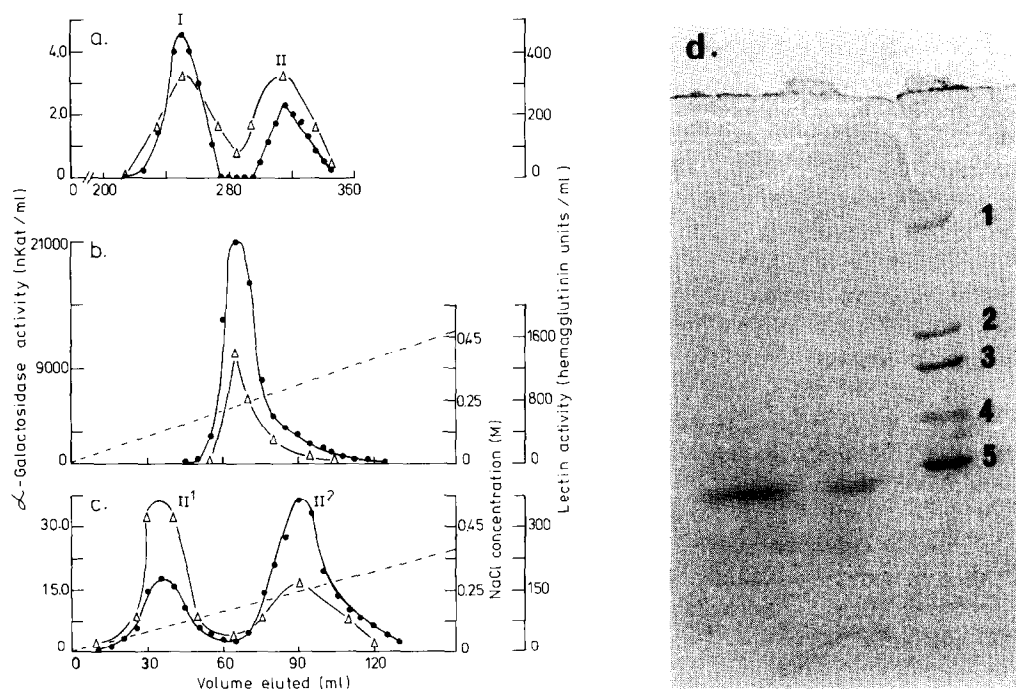 a.
I
II
4.0
2.0
0
0 200 280 360
400
200
0
b.
21000
9000
0
0.45
0.25
0
1600
800
0
c.
II1
II2
30.0
15.0
0
0.45
0.25
0
300
150
0
0 30 60 90 120
Volume eluted (ml)
α-Galactosidase activity (nKat/ml)
NaCl concentration (M)
Lectin activity (hemagglutinin units/ml)
d.
1
2
3
4
5